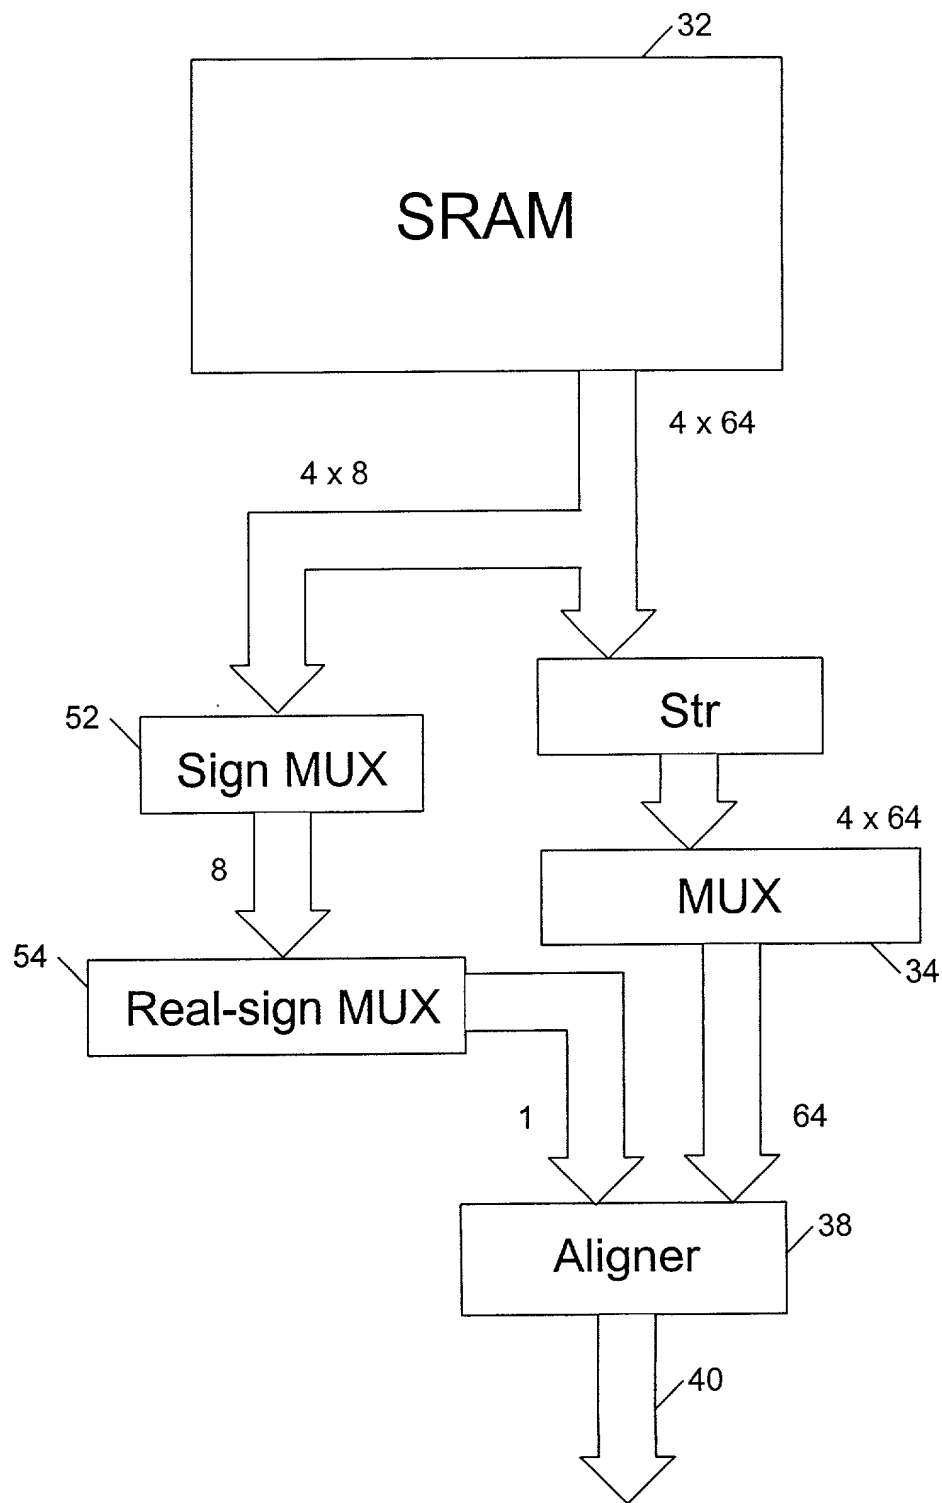 32
SRAM
4 x 64
4 x 8
52
Sign MUX
Str
8
4 x 64
MUX
34
54
Real-sign MUX
1
64
Aligner
38
40